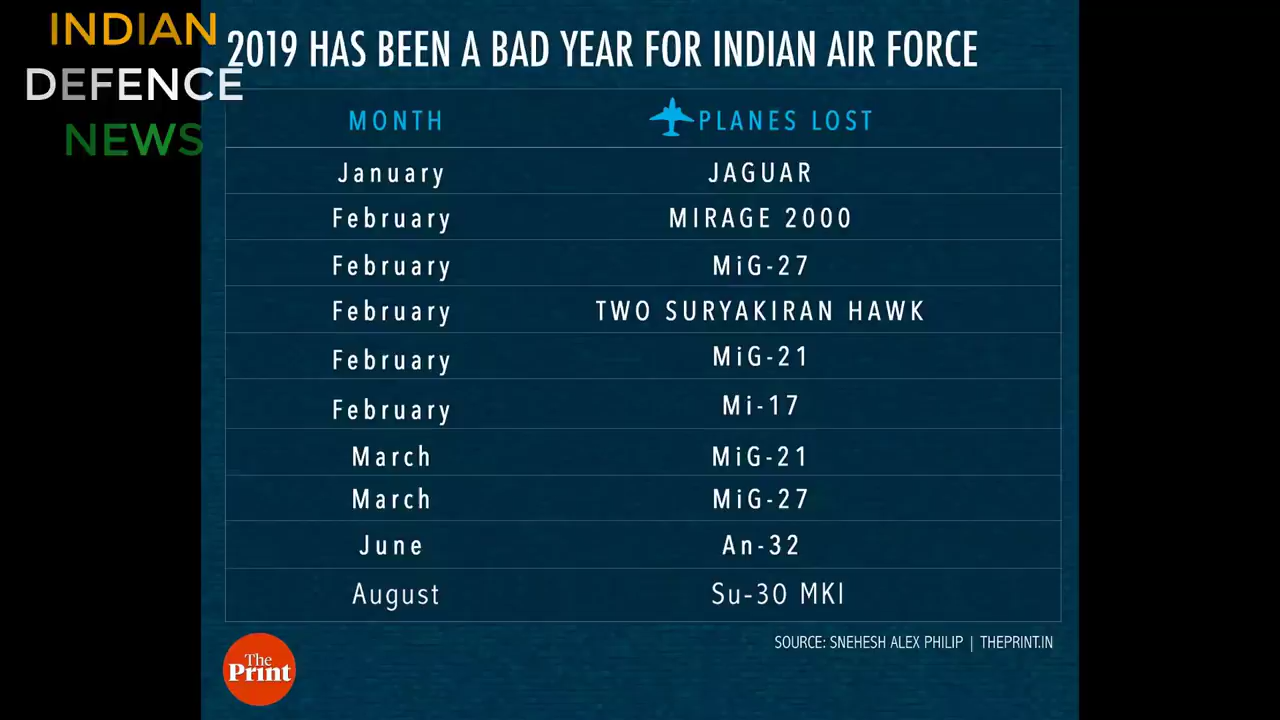 INDIAN
DEFENCE
NEWS
2019 HAS BEEN A BAD YEAR FOR INDIAN AIR FORCE
MONTH PLANES LOST
January JAGUAR
February MIRAGE 2000
February MiG-27
February TWO SURYAKIRAN HAWK
February MiG-21
February Mi-17
March MiG-21
March MiG-27
June An-32
August Su-30 MKI
SOURCE: SNEHESH ALEX PHILIP | THEPRINT.IN
The
Print